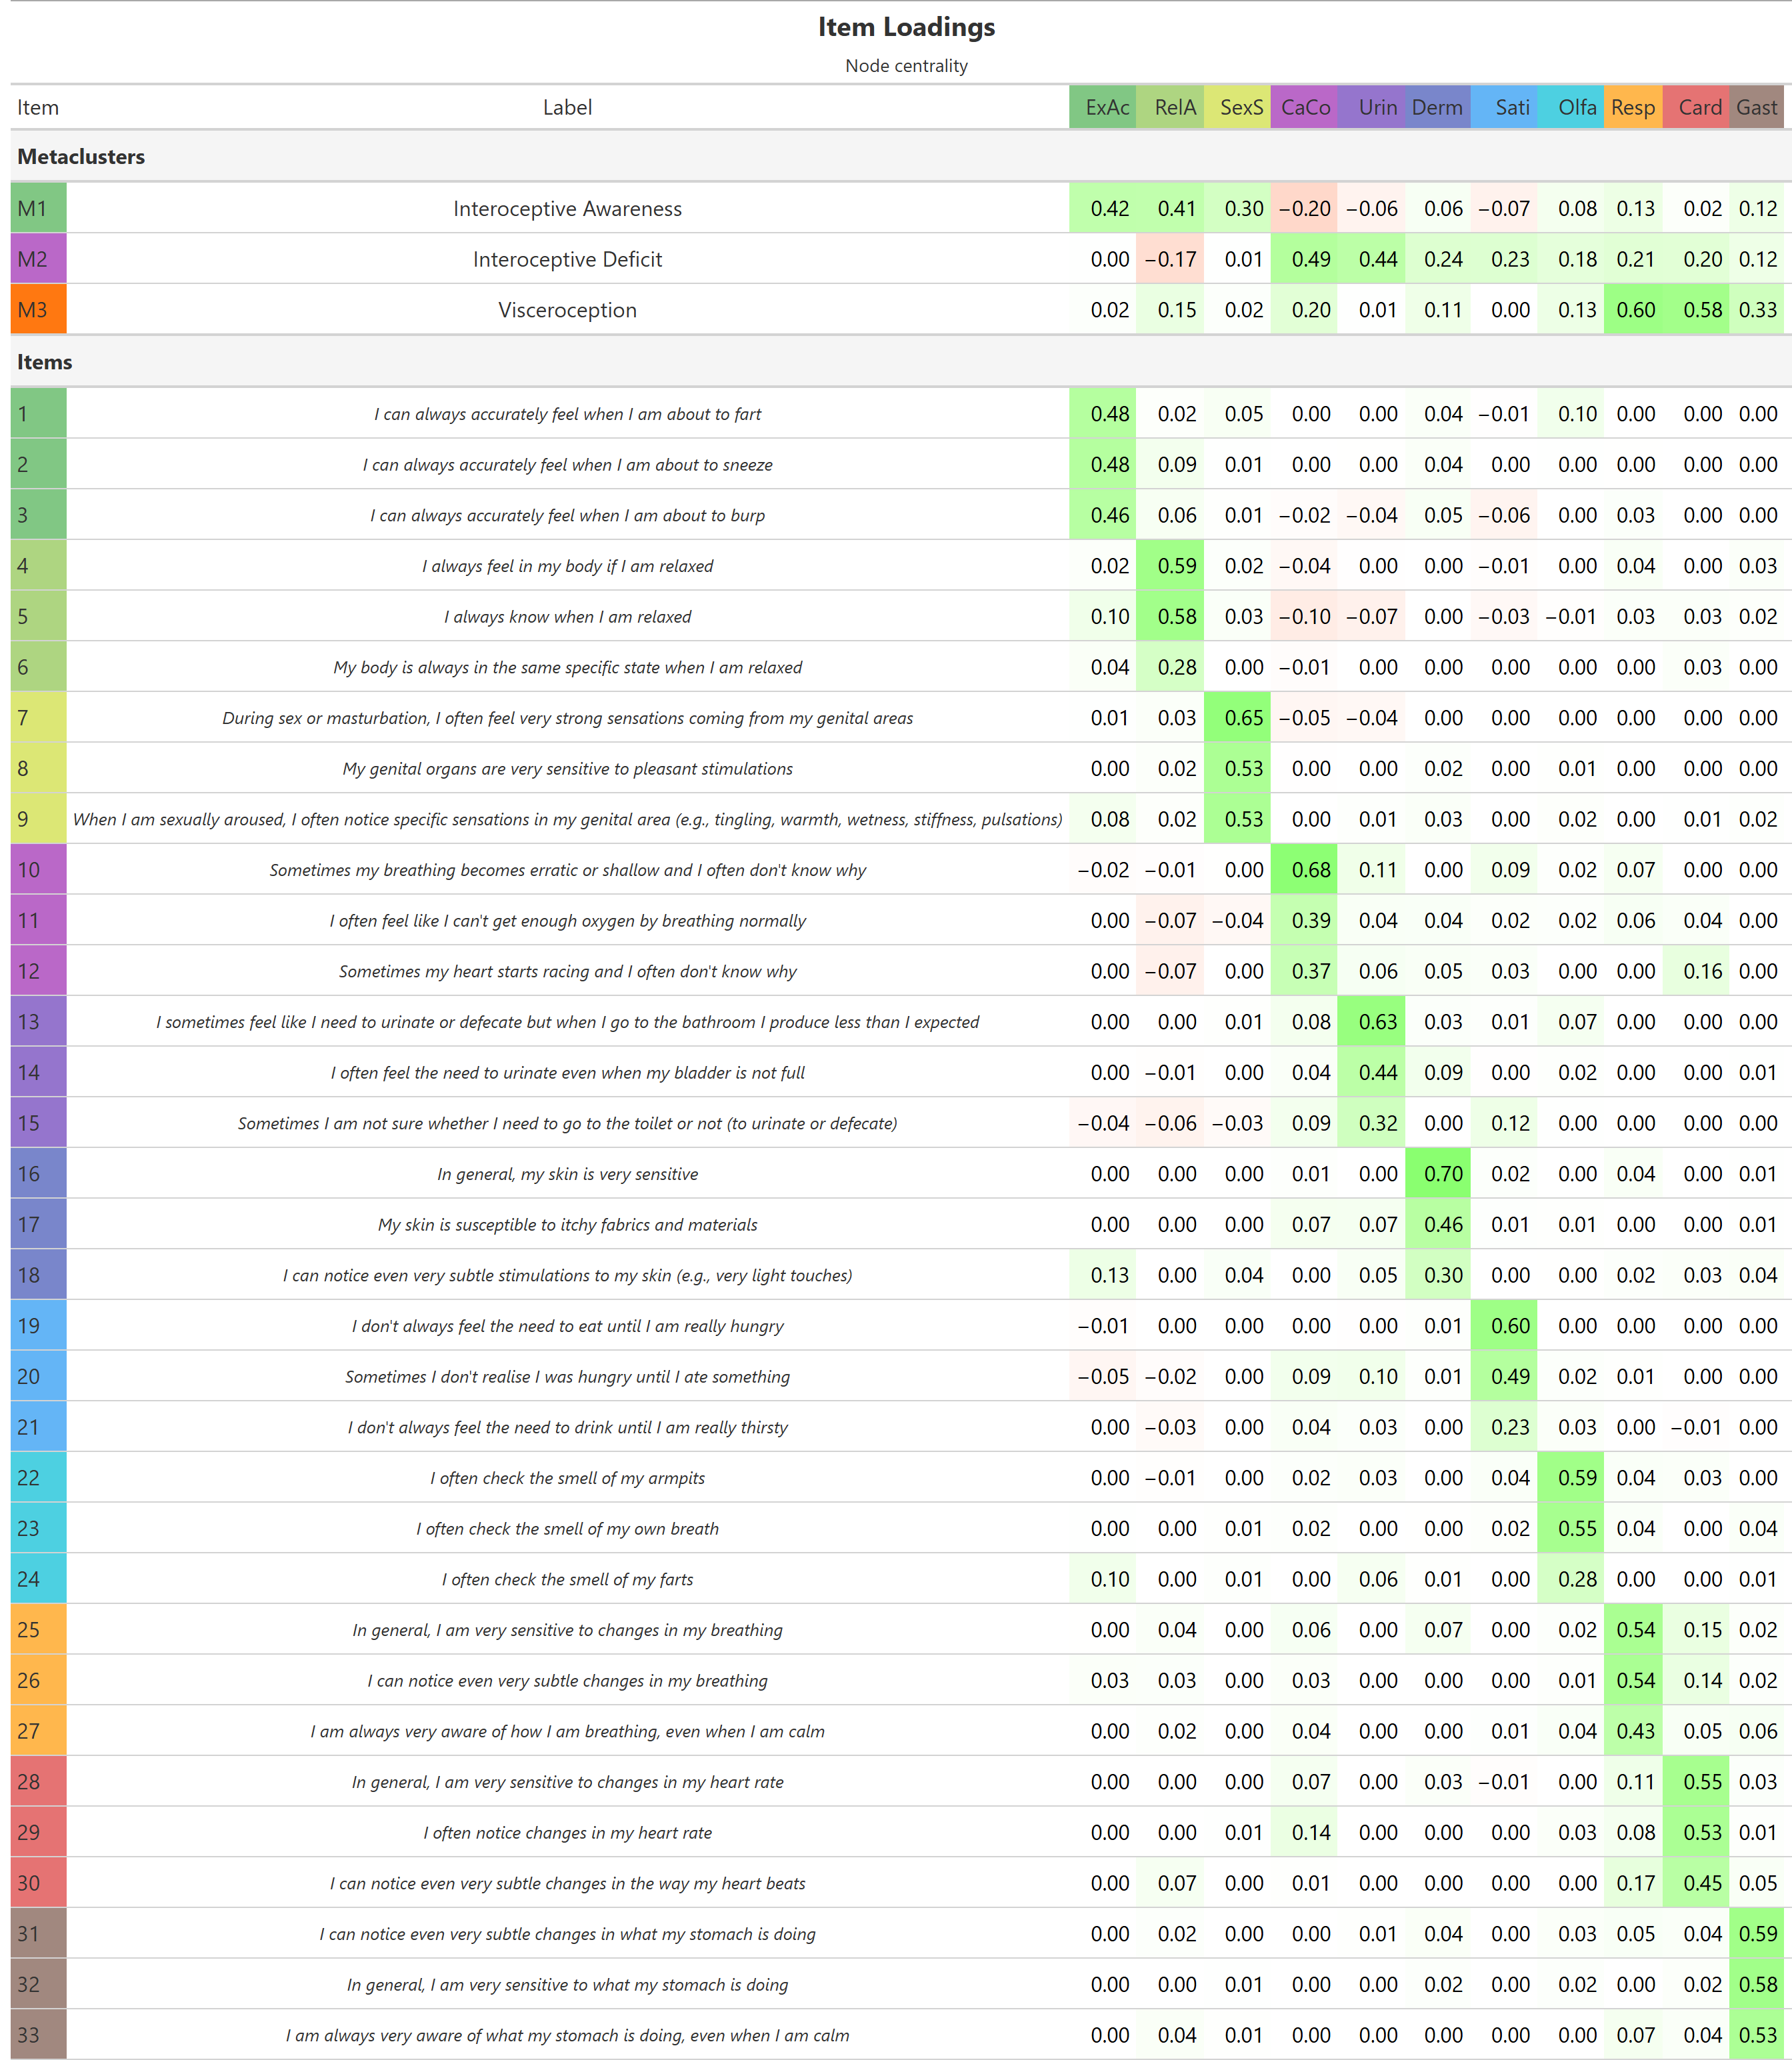 Item Loadings
Node centrality
Item Label ExAc RelA SexS CaCo Urin Derm Sati Olfa Resp Card Gast
Metaclusters
M1 Interoceptive Awareness 0.42 0.41 0.30 −0.20 −0.06 0.06 −0.07 0.08 0.13 0.02 0.12
M2 Interoceptive Deficit 0.00 −0.17 0.01 0.49 0.44 0.24 0.23 0.18 0.21 0.20 0.12
M3 Visceroception 0.02 0.15 0.02 0.20 0.01 0.11 0.00 0.13 0.60 0.58 0.33
Items
1 I can always accurately feel when I am about to fart 0.48 0.02 0.05 0.00 0.00 0.04 −0.01 0.10 0.00 0.00 0.00
2 I can always accurately feel when I am about to sneeze 0.48 0.09 0.01 0.00 0.00 0.04 0.00 0.00 0.00 0.00 0.00
3 I can always accurately feel when I am about to burp 0.46 0.06 0.01 −0.02 −0.04 0.05 −0.06 0.00 0.03 0.00 0.00
4 I always feel in my body if I am relaxed 0.02 0.59 0.02 −0.04 0.00 0.00 −0.01 0.00 0.04 0.00 0.03
5 I always know when I am relaxed 0.10 0.58 0.03 −0.10 −0.07 0.00 −0.03 −0.01 0.03 0.03 0.02
6 My body is always in the same specific state when I am relaxed 0.04 0.28 0.00 −0.01 0.00 0.00 0.00 0.00 0.00 0.03 0.00
7 During sex or masturbation, I often feel very strong sensations coming from my genital areas 0.01 0.03 0.65 −0.05 −0.04 0.00 0.00 0.00 0.00 0.00 0.00
8 My genital organs are very sensitive to pleasant stimulations 0.00 0.02 0.53 0.00 0.00 0.02 0.00 0.01 0.00 0.00 0.00
9 When I am sexually aroused, I often notice specific sensations in my genital area (e.g., tingling, warmth, wetness, stiffness, pulsations) 0.08 0.02 0.53 0.00 0.01 0.03 0.00 0.02 0.00 0.01 0.02
10 Sometimes my breathing becomes erratic or shallow and I often don't know why −0.02 −0.01 0.00 0.68 0.11 0.00 0.09 0.02 0.07 0.00 0.00
11 I often feel like I can't get enough oxygen by breathing normally 0.00 −0.07 −0.04 0.39 0.04 0.04 0.02 0.02 0.06 0.04 0.00
12 Sometimes my heart starts racing and I often don't know why 0.00 −0.07 0.00 0.37 0.06 0.05 0.03 0.00 0.00 0.16 0.00
13 I sometimes feel like I need to urinate or defecate but when I go to the bathroom I produce less than I expected 0.00 0.00 0.01 0.08 0.63 0.03 0.01 0.07 0.00 0.00 0.00
14 I often feel the need to urinate even when my bladder is not full 0.00 −0.01 0.00 0.04 0.44 0.09 0.00 0.02 0.00 0.00 0.01
15 Sometimes I am not sure whether I need to go to the toilet or not (to urinate or defecate) −0.04 −0.06 −0.03 0.09 0.32 0.00 0.12 0.00 0.00 0.00 0.00
16 In general, my skin is very sensitive 0.00 0.00 0.00 0.01 0.00 0.70 0.02 0.00 0.04 0.00 0.01
17 My skin is susceptible to itchy fabrics and materials 0.00 0.00 0.00 0.07 0.07 0.46 0.01 0.01 0.00 0.00 0.01
18 I can notice even very subtle stimulations to my skin (e.g., very light touches) 0.13 0.00 0.04 0.00 0.05 0.30 0.00 0.00 0.02 0.03 0.04
19 I don't always feel the need to eat until I am really hungry −0.01 0.00 0.00 0.00 0.00 0.01 0.60 0.00 0.00 0.00 0.00
20 Sometimes I don't realise I was hungry until I ate something −0.05 −0.02 0.00 0.09 0.10 0.01 0.49 0.02 0.01 0.00 0.00
21 I don't always feel the need to drink until I am really thirsty 0.00 −0.03 0.00 0.04 0.03 0.00 0.23 0.03 0.00 −0.01 0.00
22 I often check the smell of my armpits 0.00 −0.01 0.00 0.02 0.03 0.00 0.04 0.59 0.04 0.03 0.00
23 I often check the smell of my own breath 0.00 0.00 0.01 0.02 0.00 0.00 0.02 0.55 0.04 0.00 0.04
24 I often check the smell of my farts 0.10 0.00 0.01 0.00 0.06 0.01 0.00 0.28 0.00 0.00 0.01
25 In general, I am very sensitive to changes in my breathing 0.00 0.04 0.00 0.06 0.00 0.07 0.00 0.02 0.54 0.15 0.02
26 I can notice even very subtle changes in my breathing 0.03 0.03 0.00 0.03 0.00 0.00 0.00 0.01 0.54 0.14 0.02
27 I am always very aware of how I am breathing, even when I am calm 0.00 0.02 0.00 0.04 0.00 0.00 0.01 0.04 0.43 0.05 0.06
28 In general, I am very sensitive to changes in my heart rate 0.00 0.00 0.00 0.07 0.00 0.03 −0.01 0.00 0.11 0.55 0.03
29 I often notice changes in my heart rate 0.00 0.00 0.01 0.14 0.00 0.00 0.00 0.03 0.08 0.53 0.01
30 I can notice even very subtle changes in the way my heart beats 0.00 0.07 0.00 0.01 0.00 0.00 0.00 0.00 0.17 0.45 0.05
31 I can notice even very subtle changes in what my stomach is doing 0.00 0.02 0.00 0.00 0.01 0.04 0.00 0.03 0.05 0.04 0.59
32 In general, I am very sensitive to what my stomach is doing 0.00 0.00 0.01 0.00 0.00 0.02 0.00 0.02 0.00 0.02 0.58
33 I am always very aware of what my stomach is doing, even when I am calm 0.00 0.04 0.01 0.00 0.00 0.00 0.00 0.00 0.07 0.04 0.53